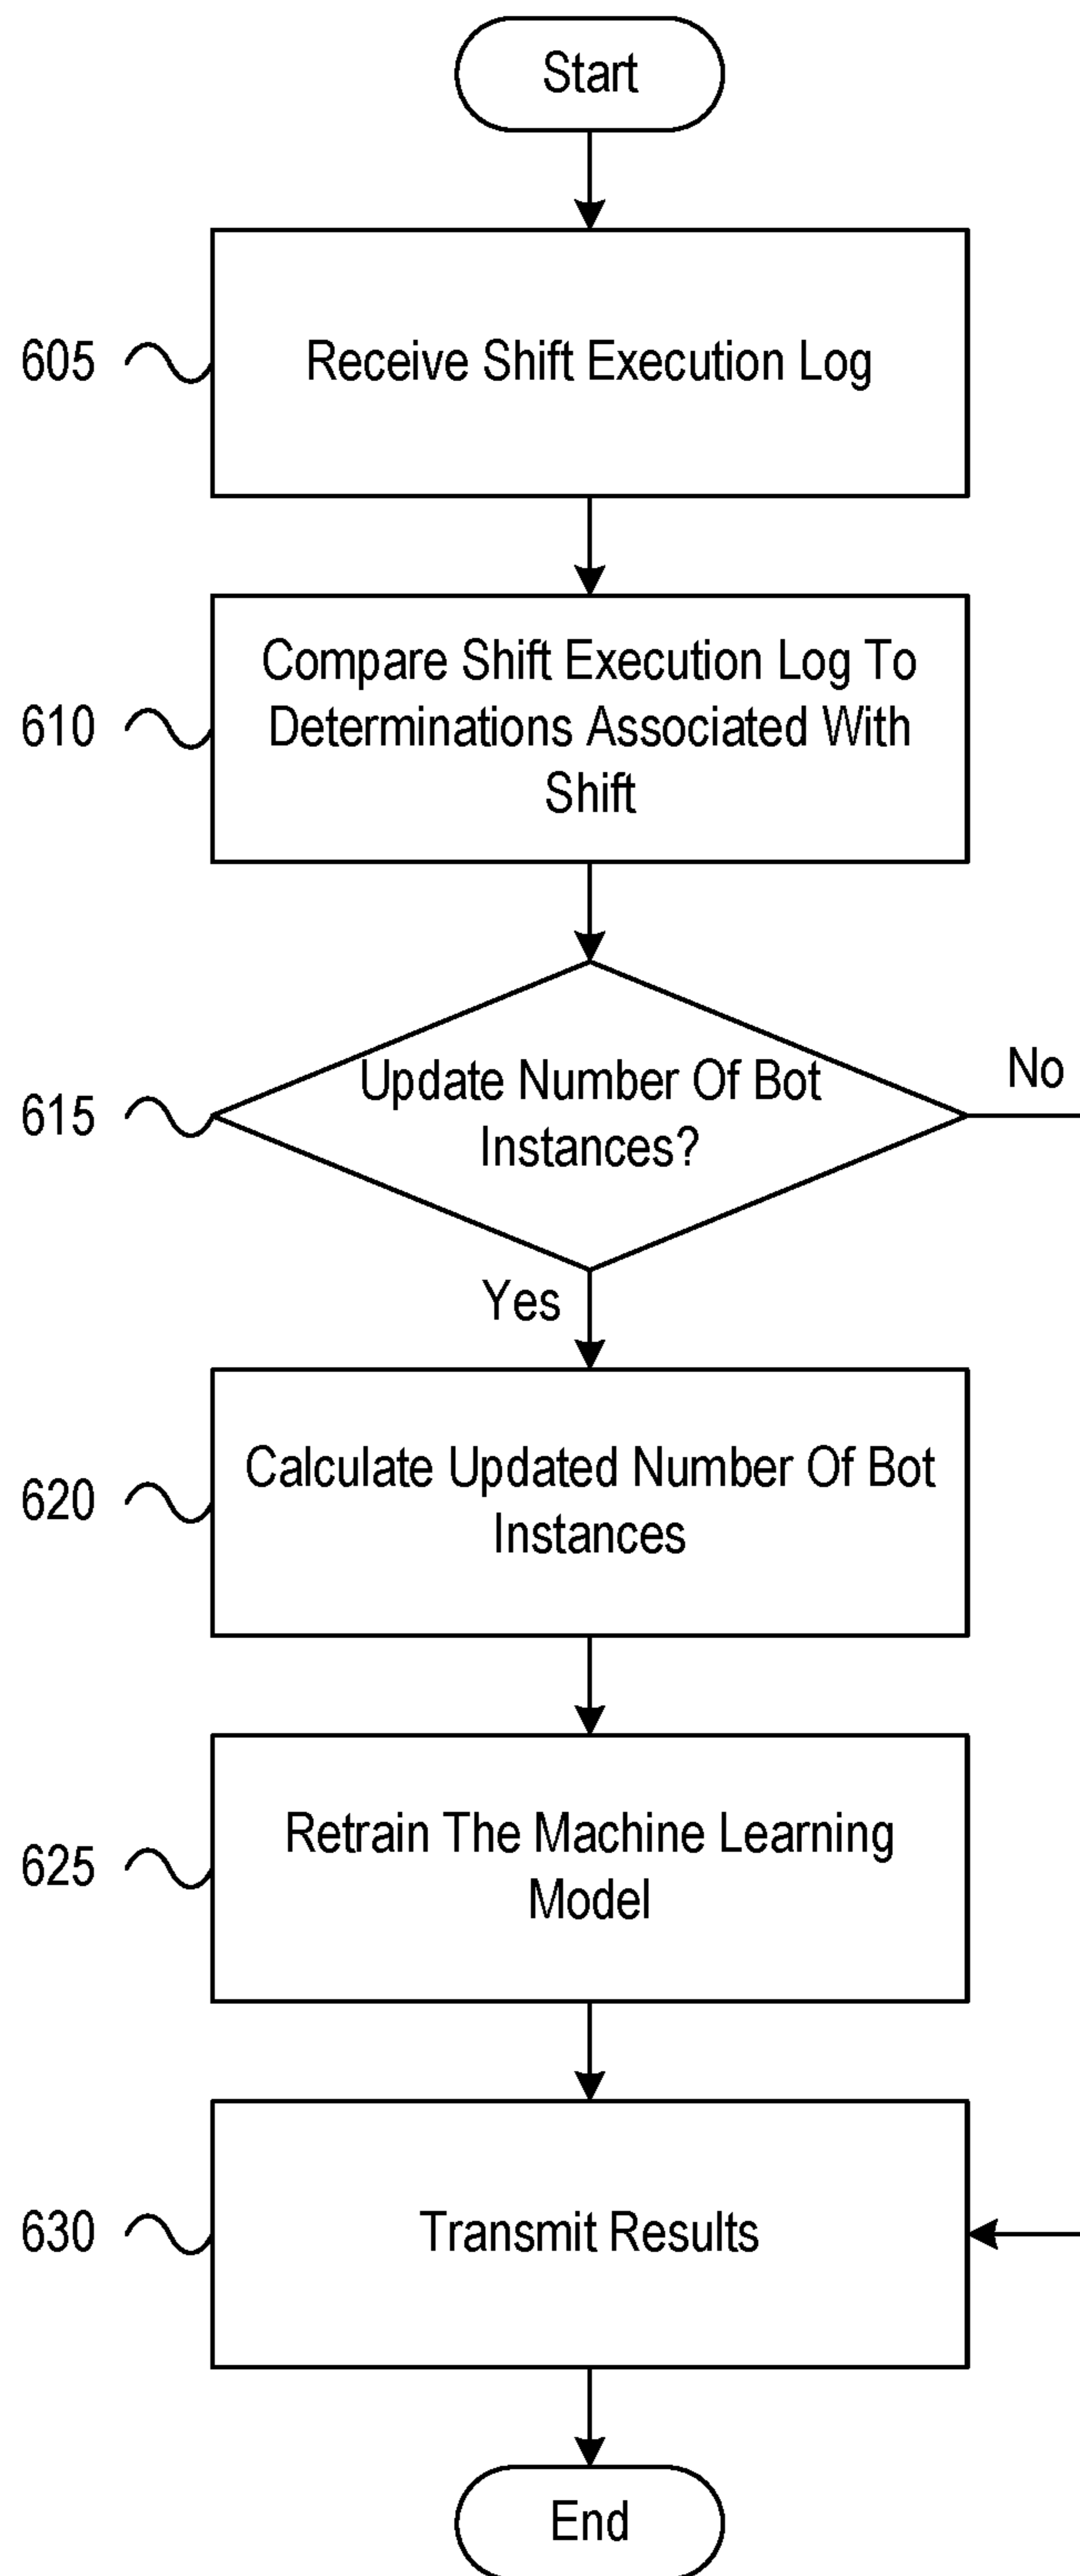 Start
605
Receive Shift Execution Log
610
Compare Shift Execution Log To
Determinations Associated With
Shift
615
Update Number Of Bot
Instances?
No
Yes
620
Calculate Updated Number Of Bot
Instances
625
Retrain The Machine Learning
Model
630
Transmit Results
End